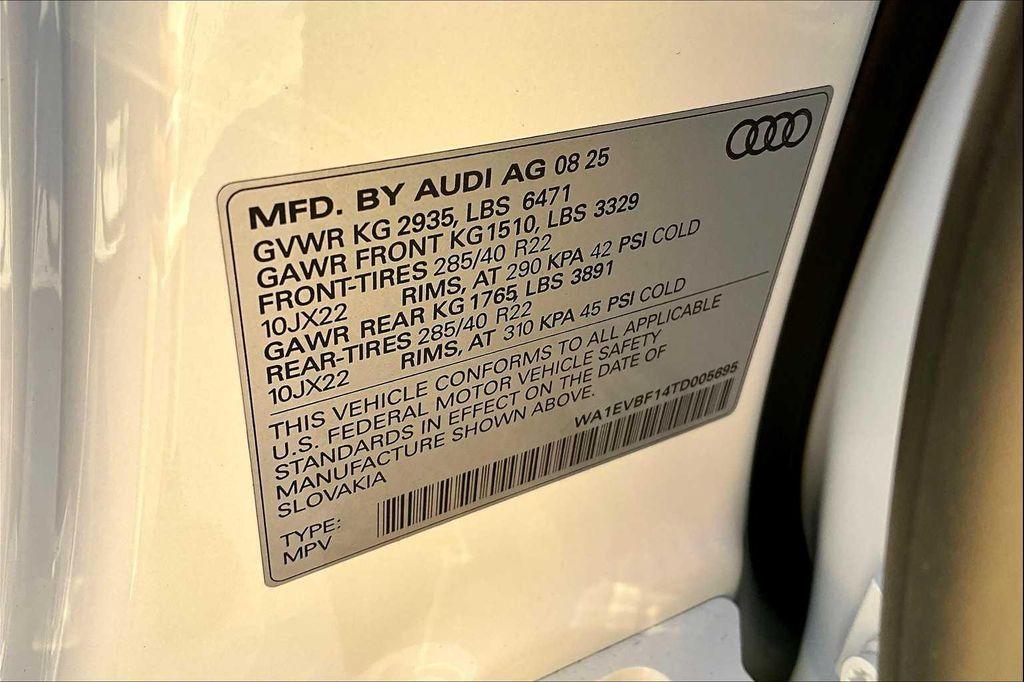 MFD. BY AUDI AG 08 25
GVWR KG 2935, LBS 6471
GAWR FRONT KG1510, LBS 3329
FRONT-TIRES 285/40 R22
10JX22 RIMS, AT 290 KPA 42 PSI COLD
GAWR REAR KG 1765, LBS 3891
REAR-TIRES 285/40 R22
10JX22 RIMS, AT 310 KPA 45 PSI COLD
THIS VEHICLE CONFORMS TO ALL APPLICABLE
U.S. FEDERAL MOTOR VEHICLE SAFETY
STANDARDS IN EFFECT ON THE DATE OF
MANUFACTURE SHOWN ABOVE.
SLOVAKIA
WA1EVBF14TD005695
TYPE:
MPV